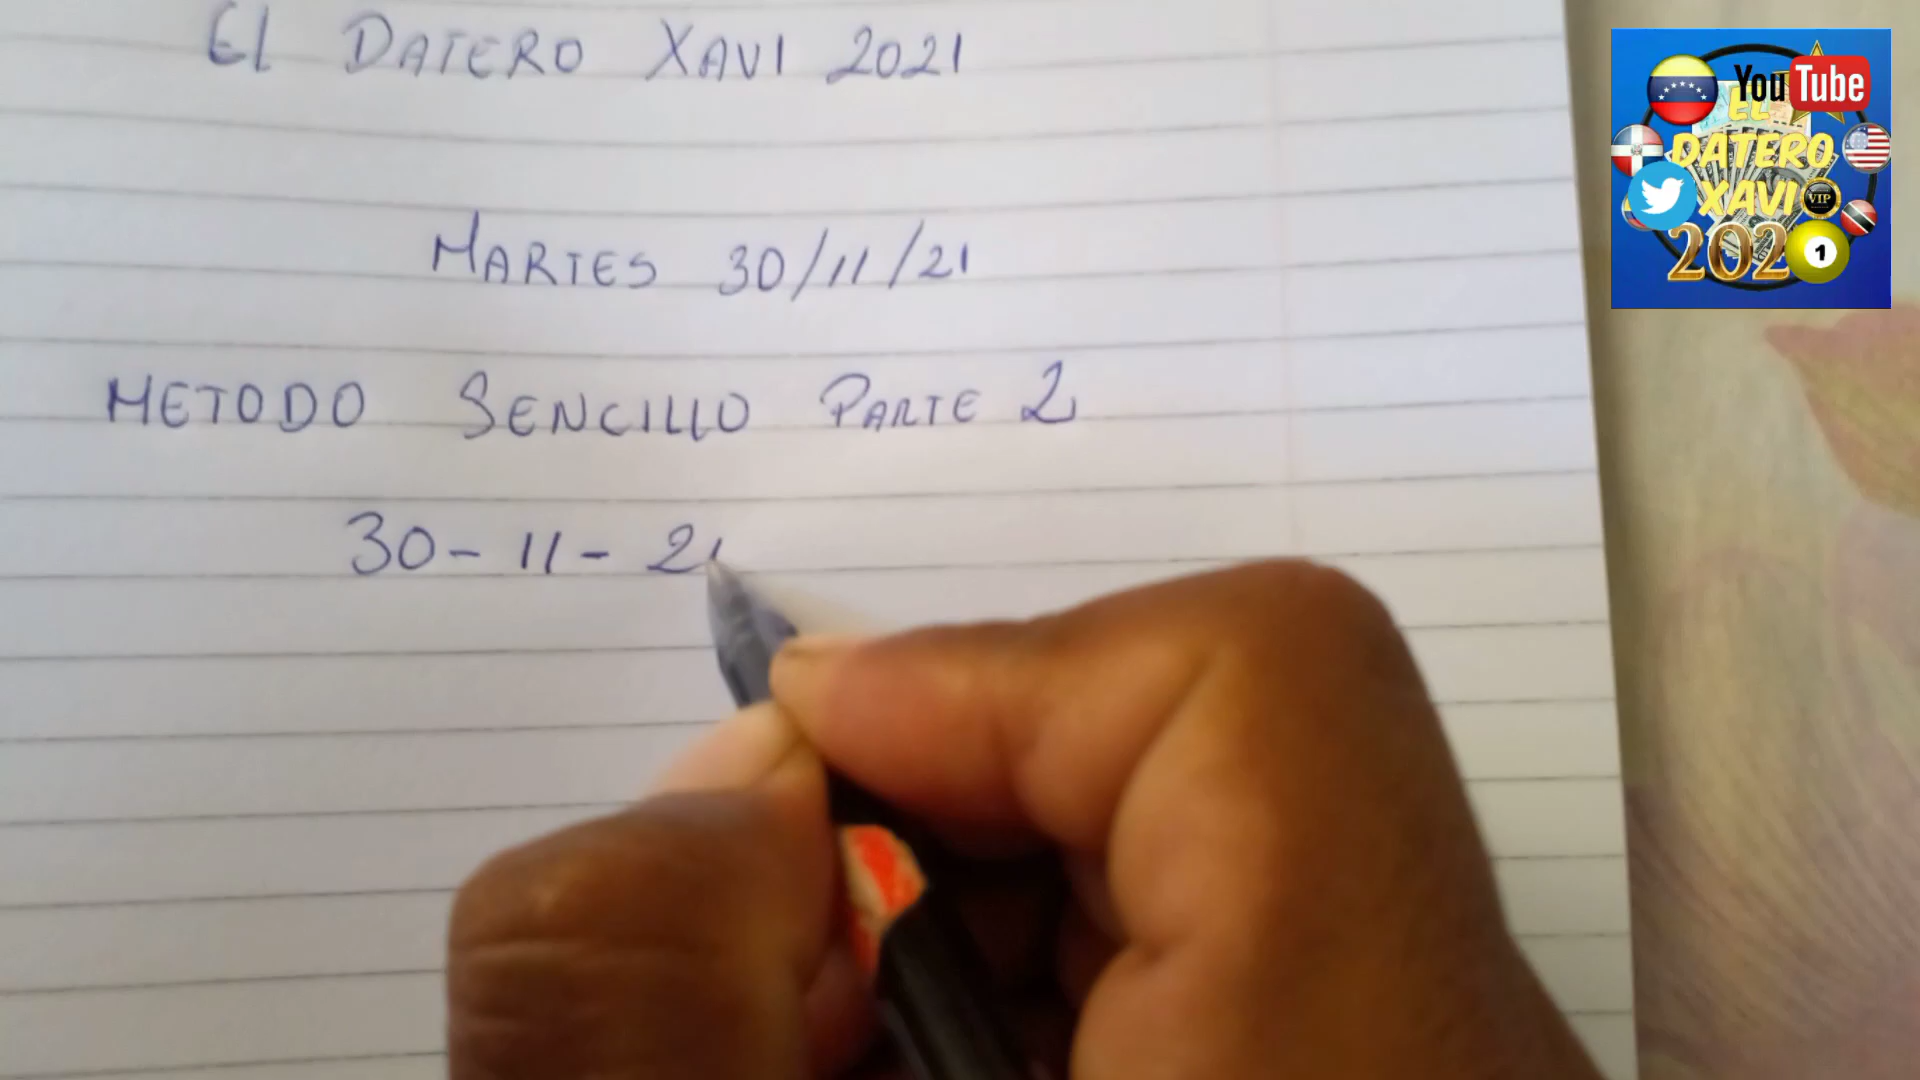 El DATERO XAVI 2021
MARTES 30/11/21
METODO SENCILLO PARTE 2
30- 11- 21
YouTube
EL
DATERO
XAVI
VIP
2021